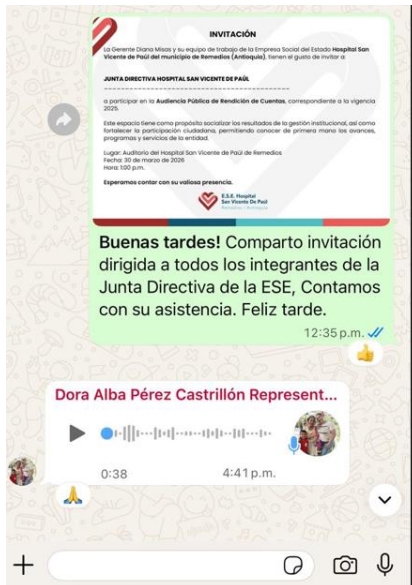 INVITACIÓN
La Gerente Diana Misas y su equipo de trabajo de la Empresa Social del Estado Hospital San
Vicente de Paúl del municipio de Remedios (Antioquia), tienen el gusto de invitar a:
JUNTA DIRECTIVA HOSPITAL SAN VICENTE DE PAÚL
a participar en la Audiencia Pública de Rendición de Cuentas, correspondiente a la vigencia
2025.
Este espacio tiene como propósito socializar los resultados de la gestión institucional, así como
fortalecer la participación ciudadana, permitiendo conocer de primera mano los avances,
programas y servicios de la entidad.
Lugar: Auditorio del Hospital San Vicente de Paúl de Remedios
Fecha: 30 de marzo de 2026
Hora: 1:00 p.m.
Esperamos contar con su valiosa presencia.
E.S.E. Hospital
San Vicente De Paúl
Buenas tardes! Comparto invitación
dirigida a todos los integrantes de la
Junta Directiva de la ESE, Contamos
con su asistencia. Feliz tarde.
12:35 p.m.
Dora Alba Pérez Castrillón Represent...
0:38
4:41 p.m.